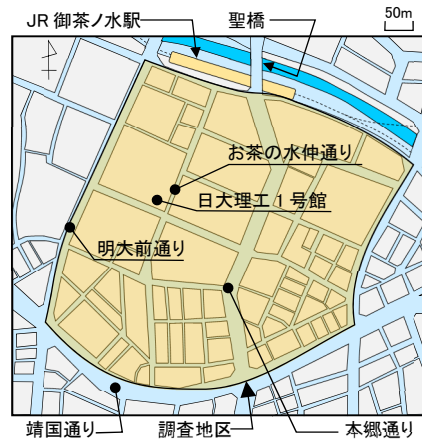 JR 御茶ノ水駅
聖橋
50m
お茶の水仲通り
日大理工 1 号館
明大前通り
靖国通り
調査地区
本郷通り